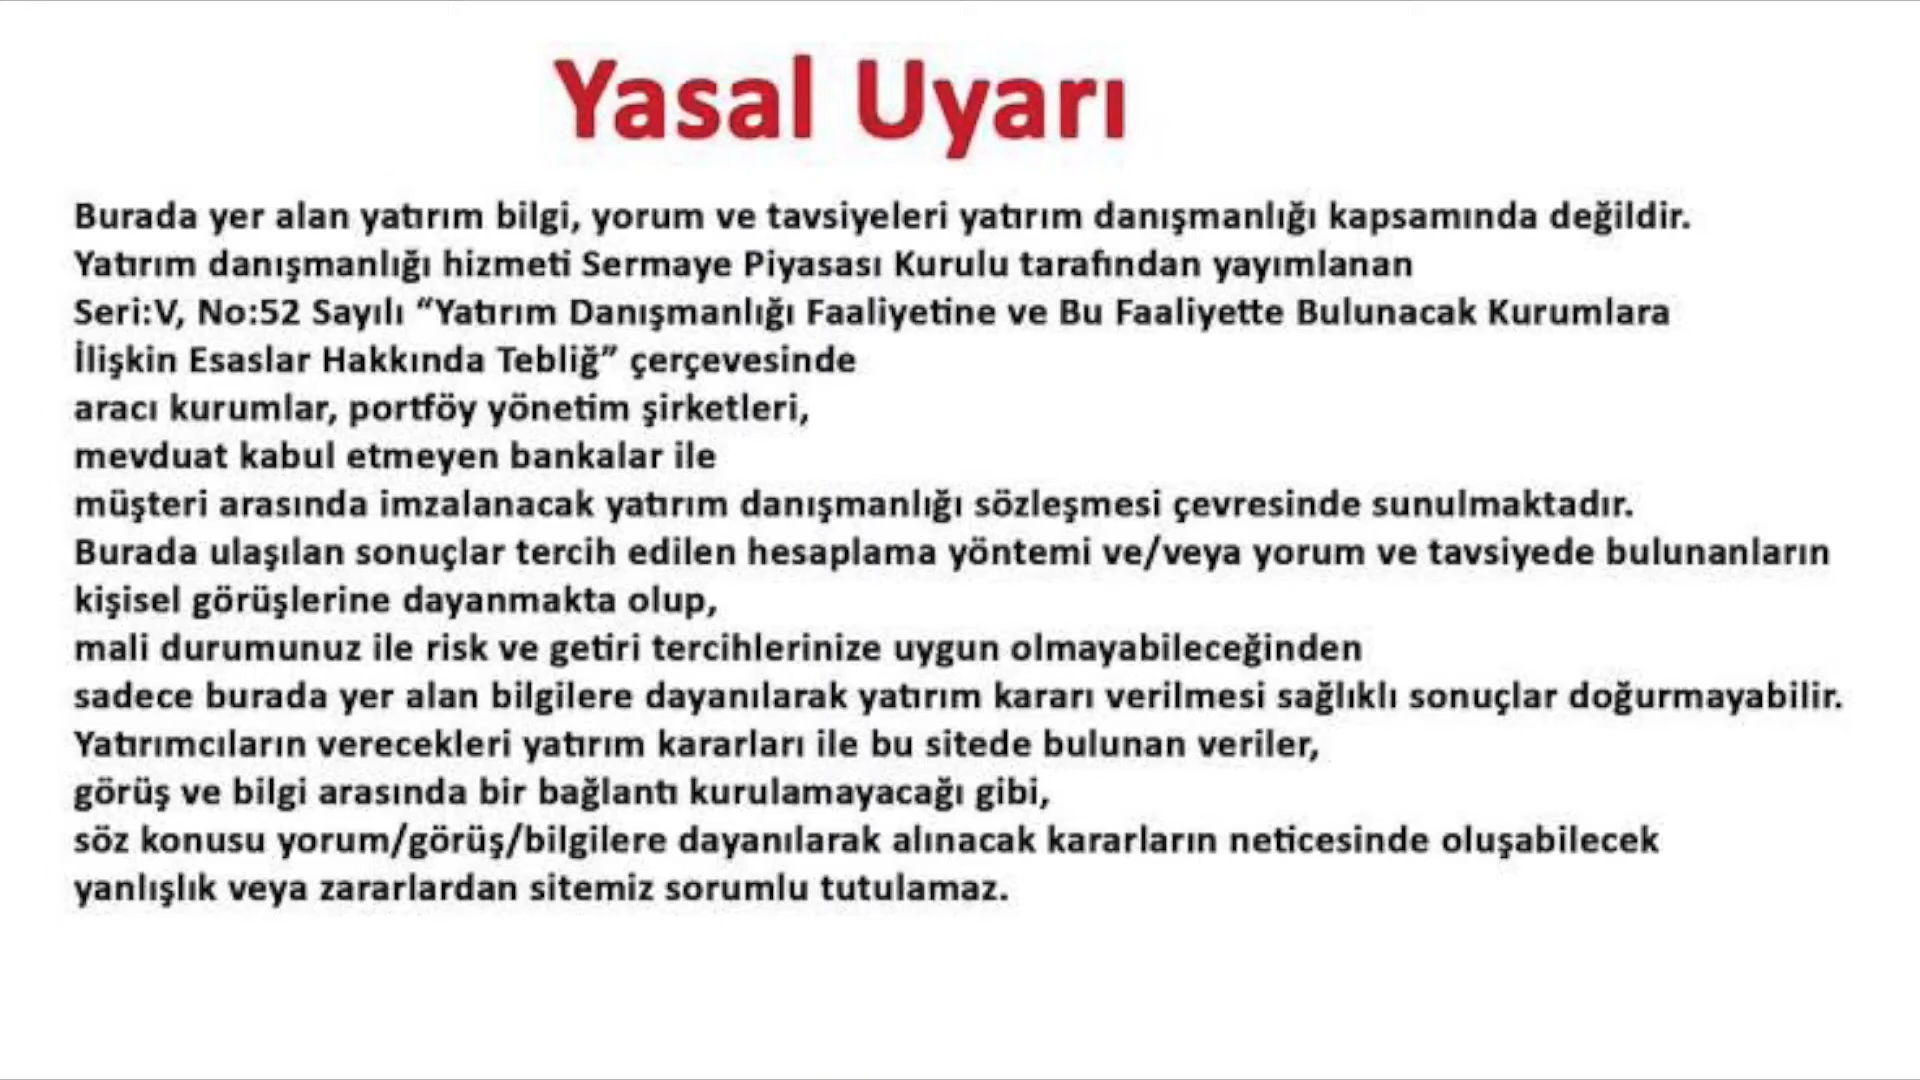 Yasal Uyarı
Burada yer alan yatırım bilgi, yorum ve tavsiyeleri yatırım danışmanlığı kapsamında değildir.
Yatırım danışmanlığı hizmeti Sermaye Piyasası Kurulu tarafından yayımlanan
Seri:V, No:52 Sayılı “Yatırım Danışmanlığı Faaliyetine ve Bu Faaliyette Bulunacak Kurumlara
İlişkin Esaslar Hakkında Tebliğ” çerçevesinde
aracı kurumlar, portföy yönetim şirketleri,
mevduat kabul etmeyen bankalar ile
müşteri arasında imzalanacak yatırım danışmanlığı sözleşmesi çevresinde sunulmaktadır.
Burada ulaşılan sonuçlar tercih edilen hesaplama yöntemi ve/veya yorum ve tavsiyede bulunanların
kişisel görüşlerine dayanmakta olup,
mali durumunuz ile risk ve getiri tercihlerinize uygun olmayabileceğinden
sadece burada yer alan bilgilere dayanılarak yatırım kararı verilmesi sağlıklı sonuçlar doğurmayabilir.
Yatırımcıların verecekleri yatırım kararları ile bu sitede bulunan veriler,
görüş ve bilgi arasında bir bağlantı kurulamayacağı gibi,
söz konusu yorum/görüş/bilgilere dayanılarak alınacak kararların neticesinde oluşabilecek
yanlışlık veya zararlardan sitemiz sorumlu tutulamaz.